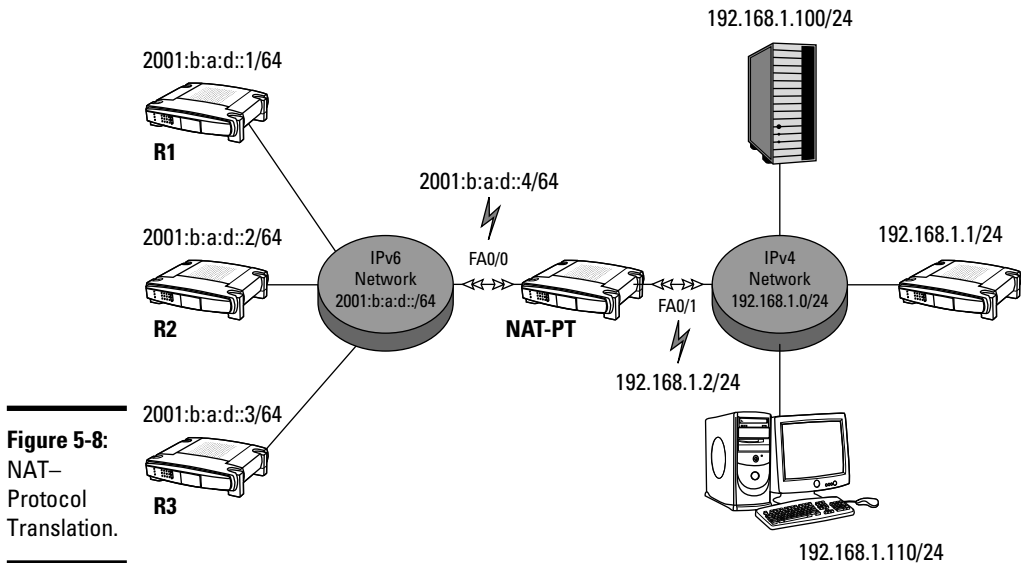 192.168.1.100/24
2001:b:a:d::1/64
R1
2001:b:a:d::4/64
2001:b:a:d::2/64
R2
IPv6
Network
2001:b:a:d::/64
FA0/0
NAT-PT
FA0/1
192.168.1.2/24
IPv4
Network
192.168.1.0/24
192.168.1.1/24
2001:b:a:d::3/64
R3
192.168.1.110/24
Figure 5-8:
NAT–
Protocol
Translation.